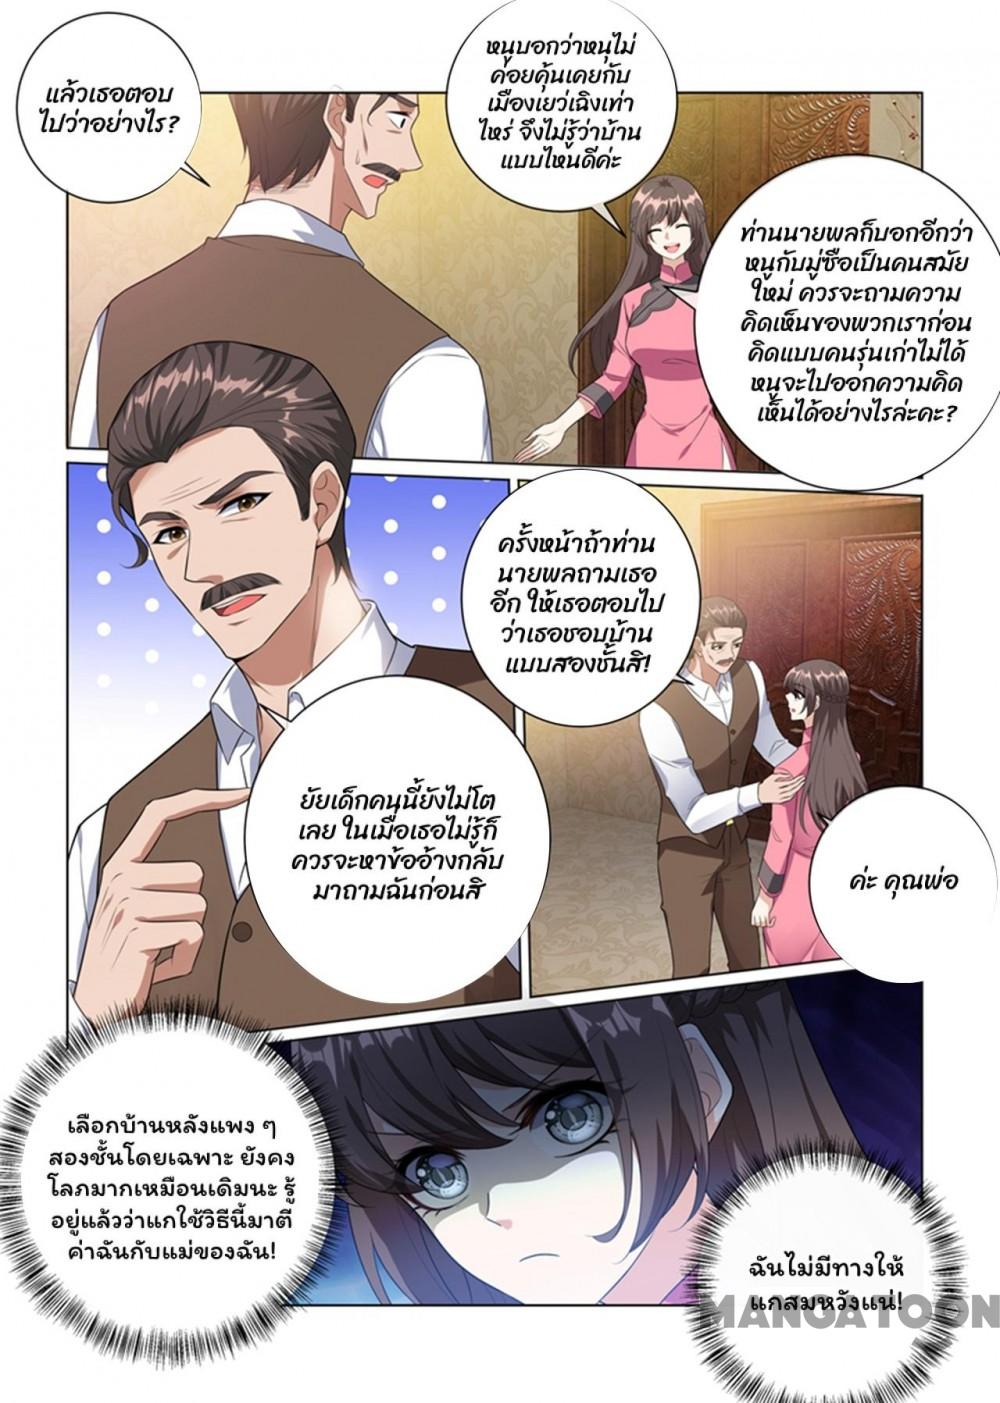 แล้วเธอตอบ
ไปว่าอย่างไร?
หนูบอกว่าหนูไม่
ค่อยคุ้นเคยกับ
เมืองเยว่เฉิงเท่า
ไหร่ จึงไม่รู้ว่าบ้าน
แบบไหนดีค่ะ
ท่านนายพลก็บอกอีกว่า
หนูกับมู่ซือเป็นคนสมัย
ใหม่ ควรจะถามความ
คิดเห็นของพวกเราก่อน
คิดแบบคนรุ่นเก่าไม่ได้
หนูจะไปออกความคิด
เห็นได้อย่างไรล่ะคะ?
ครั้งหน้าถ้าท่าน
นายพลถามเธอ
อีก ให้เธอตอบไป
ว่าเธอชอบบ้าน
แบบสองชั้นสิ!
ยัยเด็กคนนี้ยังไม่โต
เลย ในเมื่อเธอไม่รู้ก็
ควรจะหาข้ออ้างกลับ
มาถามฉันก่อนสิ
ค่ะ คุณพ่อ
เลือกบ้านหลังแพง ๆ
สองชั้นโดยเฉพาะ ยังคง
โลภมากเหมือนเดิมนะ รู้
อยู่แล้วว่าแกใช้วิธีนี้มาตี
ค่าฉันกับแม่ของฉัน!
ฉันไม่มีทางให้
แกสมหวังแน่!
MANGATOON